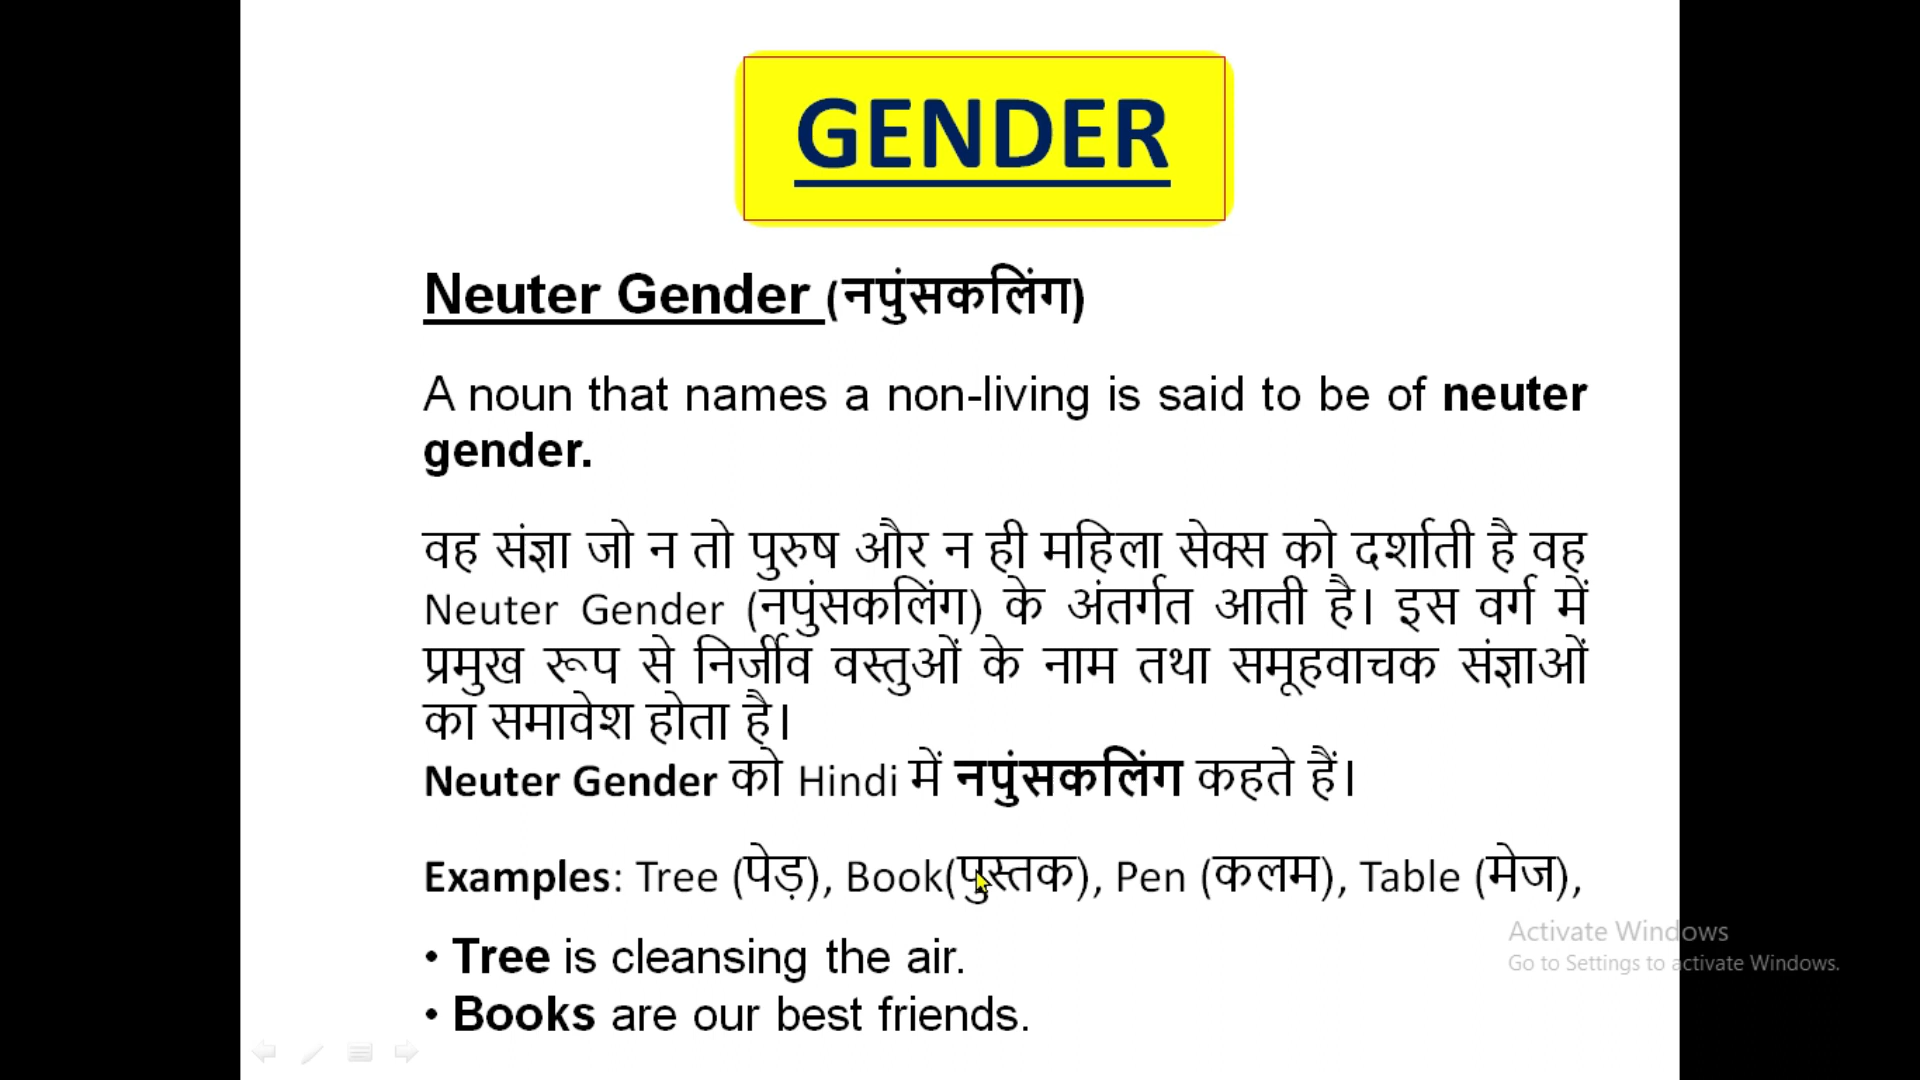 GENDER
Neuter Gender (नपुंसकलिंग)
A noun that names a non-living is said to be of neuter
gender.
वह संज्ञा जो न तो पुरुष और न ही महिला सेक्स को दर्शाती है वह
Neuter Gender (नपुंसकलिंग) के अंतर्गत आती है। इस वर्ग में
प्रमुख रूप से निर्जीव वस्तुओं के नाम तथा समूहवाचक संज्ञाओं
का समावेश होता है।
Neuter Gender को Hindi में नपुंसकलिंग कहते हैं।
Examples: Tree (पेड़), Book(पुस्तक), Pen (कलम), Table (मेज),
• Tree is cleansing the air.
• Books are our best friends.
Activate Windows
Go to Settings to activate Windows.